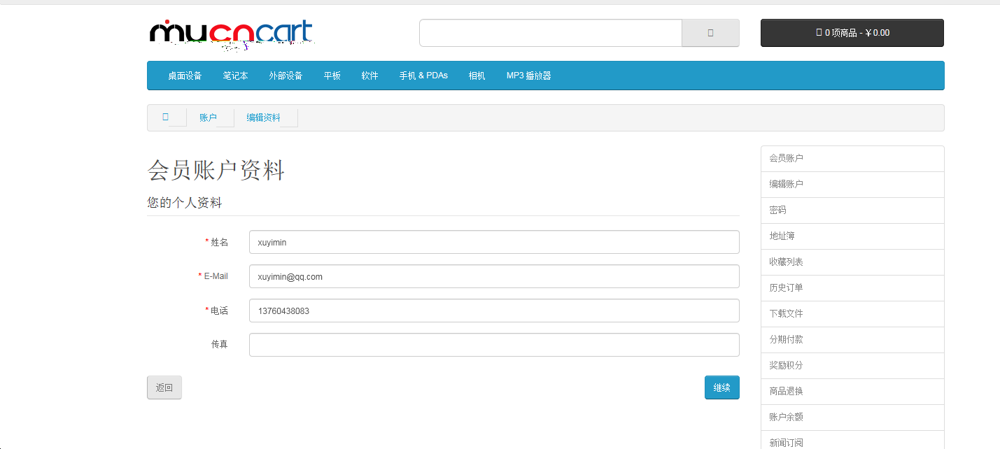 mucncart
0 项商品 - ￥0.00
桌面设备 笔记本 外部设备 平板 软件 手机 & PDAs 相机 MP3 播放器
账户 编辑资料
会员账户资料
您的个人资料
* 姓名 xuyimin
* E-Mail xuyimin@qq.com
* 电话 13760438083
传真
返回 继续
会员账户
编辑账户
密码
地址簿
收藏列表
历史订单
下载文件
分期付款
奖励积分
商品退换
账户余额
新闻订阅